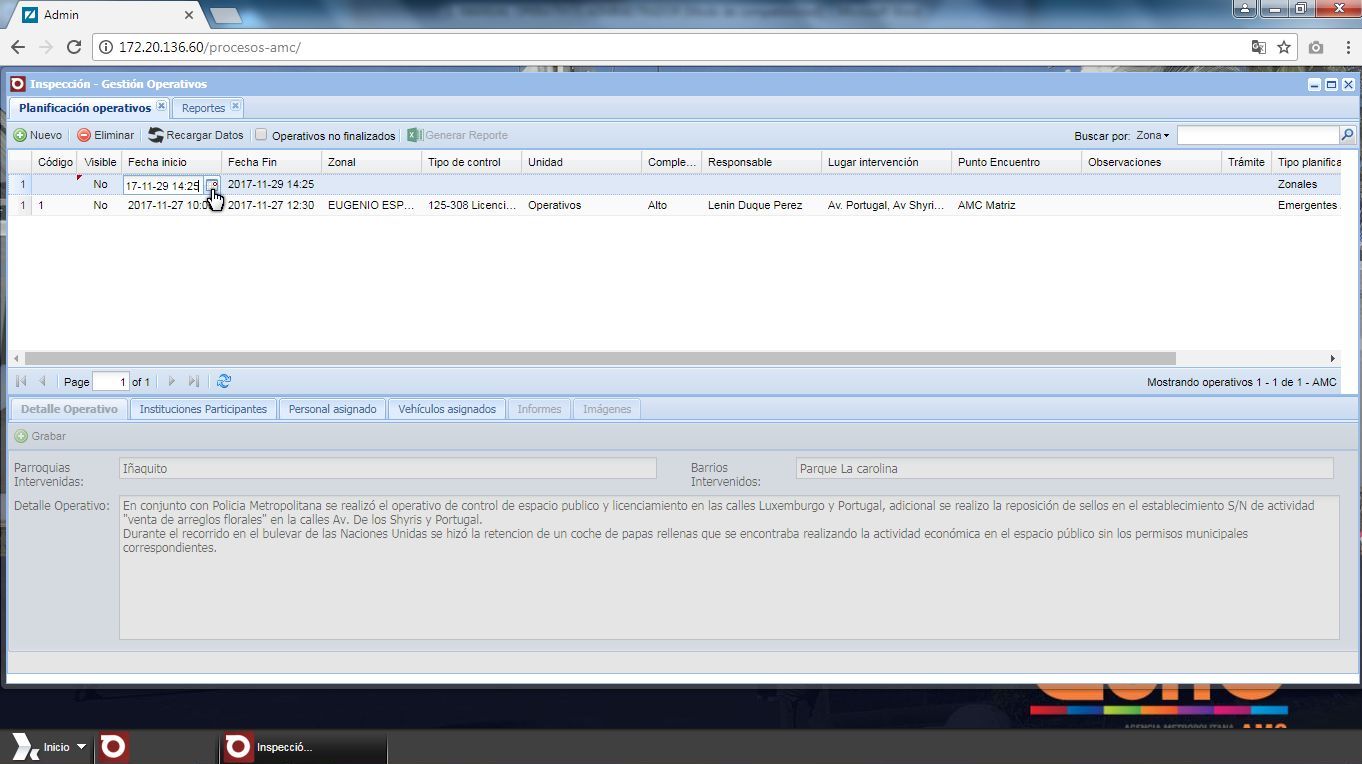 Admin
172.20.136.60/procesos-amc/
Inspección - Gestión Operativos
Planificación operativos Reportes
Nuevo Eliminar Recargar Datos Operativos no finalizados Generar Reporte Buscar por: Zona
Código Visible Fecha inicio Fecha Fin Zonal Tipo de control Unidad Comple... Responsable Lugar intervención Punto Encuentro Observaciones Trámite Tipo planifica
1 No 17-11-29 14:25 2017-11-29 14:25 Zonales
1 1 No 2017-11-27 10:0 2017-11-27 12:30 EUGENIO ESP... 125-308 Licenci... Operativos Alto Lenin Duque Perez Av. Portugal, Av Shyri... AMC Matriz Emergentes
Page 1 of 1 Mostrando operativos 1 - 1 de 1 - AMC
Detalle Operativo Instituciones Participantes Personal asignado Vehículos asignados Informes Imágenes
Grabar
Parroquias Intervenidas: Iñaquito Barrios Intervenidos: Parque La carolina
Detalle Operativo: En conjunto con Policia Metropolitana se realizó el operativo de control de espacio publico y licenciamiento en las calles Luxemburgo y Portugal, adicional se realizo la reposición de sellos en el establecimiento S/N de actividad
"venta de arreglos florales" en la calles Av. De los Shyris y Portugal.
Durante el recorrido en el bulevar de las Naciones Unidas se hizó la retencion de un coche de papas rellenas que se encontraba realizando la actividad económica en el espacio público sin los permisos municipales
correspondientes.
AGENCIA METROPOLITANA AMC
Inicio Inspecció...